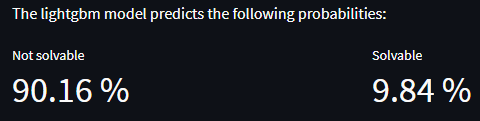 The lightgbm model predicts the following probabilities:
Not solvable Solvable
90.16 % 9.84 %